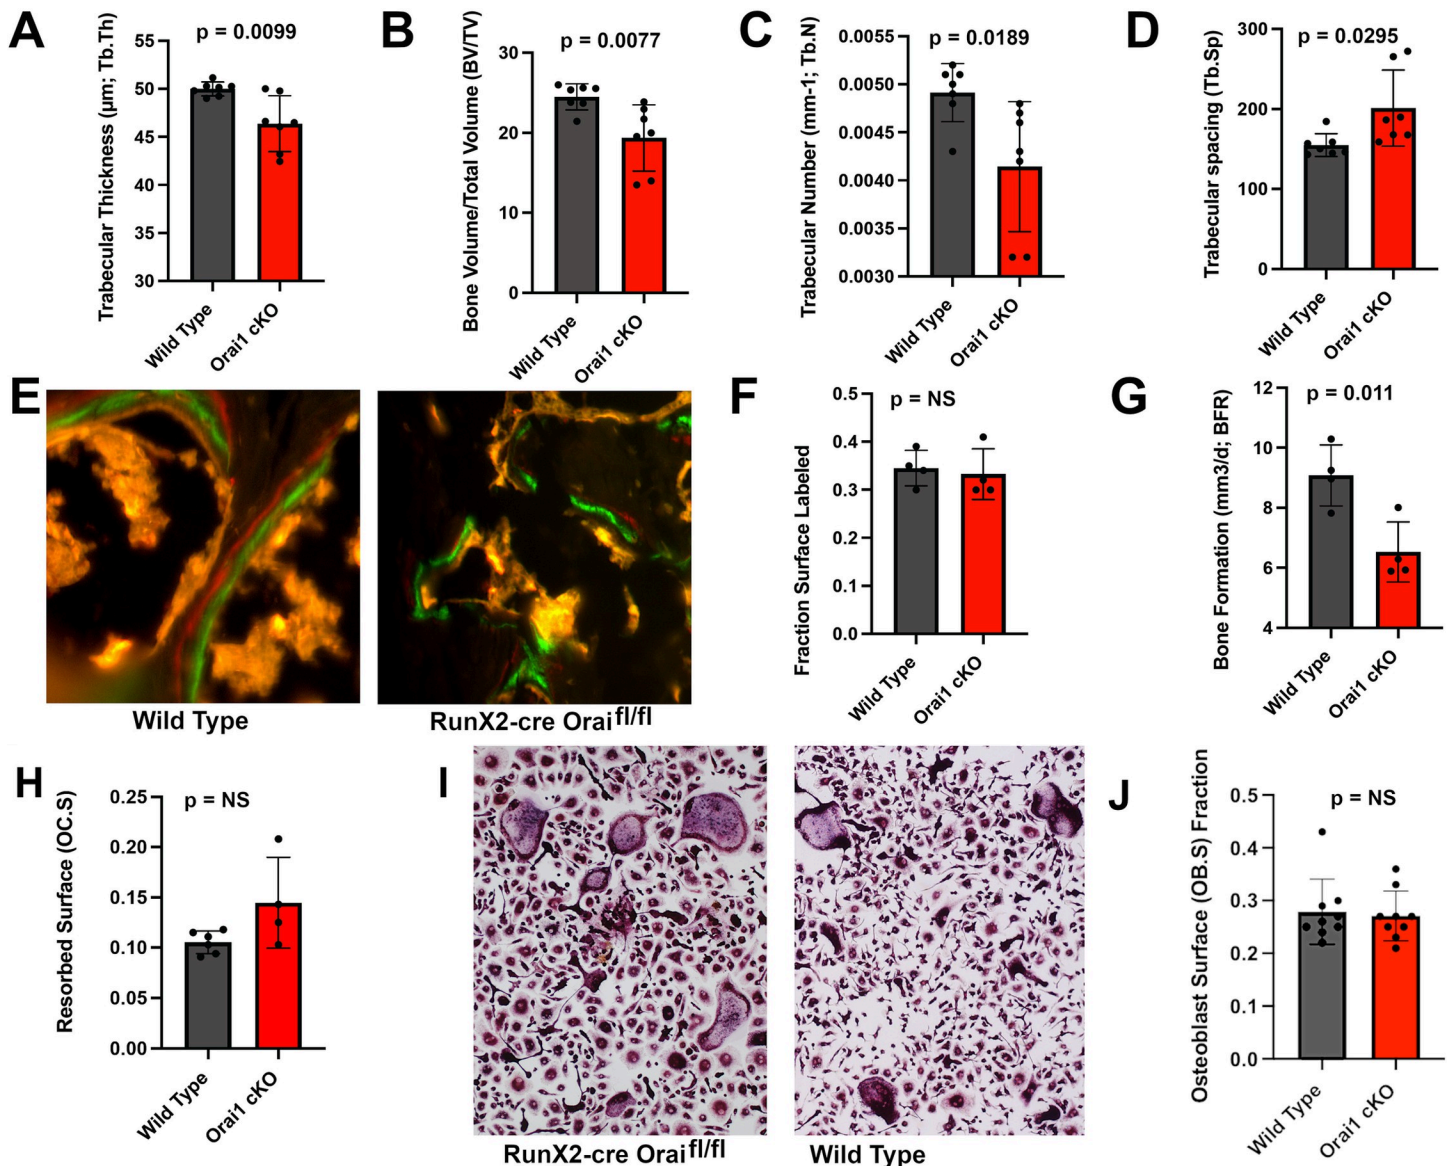 A
p = 0.0099
Trabecular Thickness (µm; Tb.Th)
55
50
45
40
35
30
Wild Type
Orai1 cKO
B
p = 0.0077
Bone Volume/Total Volume (BV/TV)
30
20
10
0
Wild Type
Orai1 cKO
C
p = 0.0189
Trabecular Number (mm-1; Tb.N)
0.0055
0.0050
0.0045
0.0040
0.0035
0.0030
Wild Type
Orai1 cKO
D
p = 0.0295
Trabecular spacing (Tb.Sp)
300
200
100
0
Wild Type
Orai1 cKO
E
Wild Type
RunX2-cre Orai fl/fl
F
p = NS
Fraction Surface Labeled
0.5
0.4
0.3
0.2
0.1
0.0
Wild Type
Orai1 cKO
G
p = 0.011
Bone Formation (mm3/d; BFR)
12
10
8
6
4
Wild Type
Orai1 cKO
H
p = NS
Resorbed Surface (OC.S)
0.25
0.20
0.15
0.10
0.05
0.00
Wild Type
Orai1 cKO
I
RunX2-cre Orai fl/fl
Wild Type
J
p = NS
Osteoblast Surface (OB.S) Fraction
0.5
0.4
0.3
0.2
0.1
0.0
Wild Type
Orai1 cKO